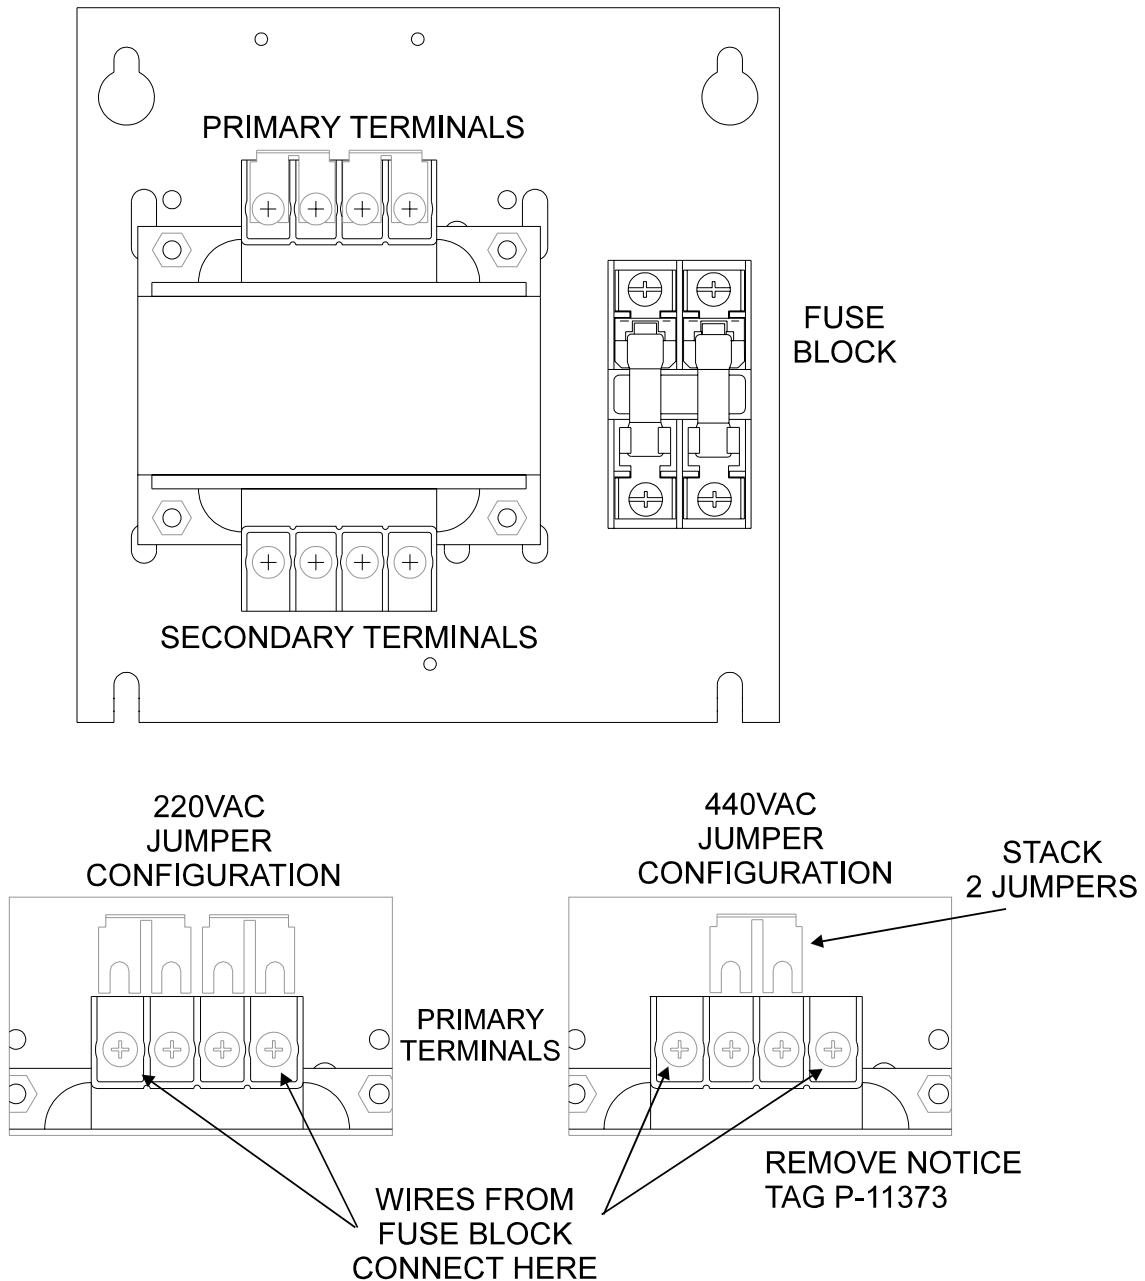 PRIMARY TERMINALS
FUSE
BLOCK
SECONDARY TERMINALS
220VAC
JUMPER
CONFIGURATION
440VAC
JUMPER
CONFIGURATION
STACK
2 JUMPERS
PRIMARY
TERMINALS
REMOVE NOTICE
TAG P-11373
WIRES FROM
FUSE BLOCK
CONNECT HERE